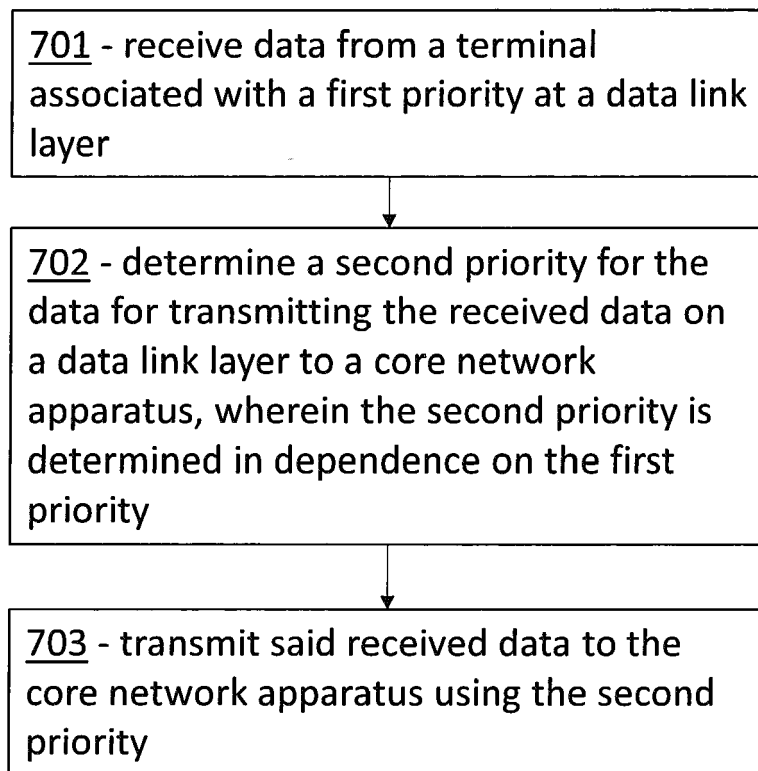 701 - receive data from a terminal
associated with a first priority at a data link
layer
702 - determine a second priority for the
data for transmitting the received data on
a data link layer to a core network
apparatus, wherein the second priority is
determined in dependence on the first
priority
703 - transmit said received data to the
core network apparatus using the second
priority